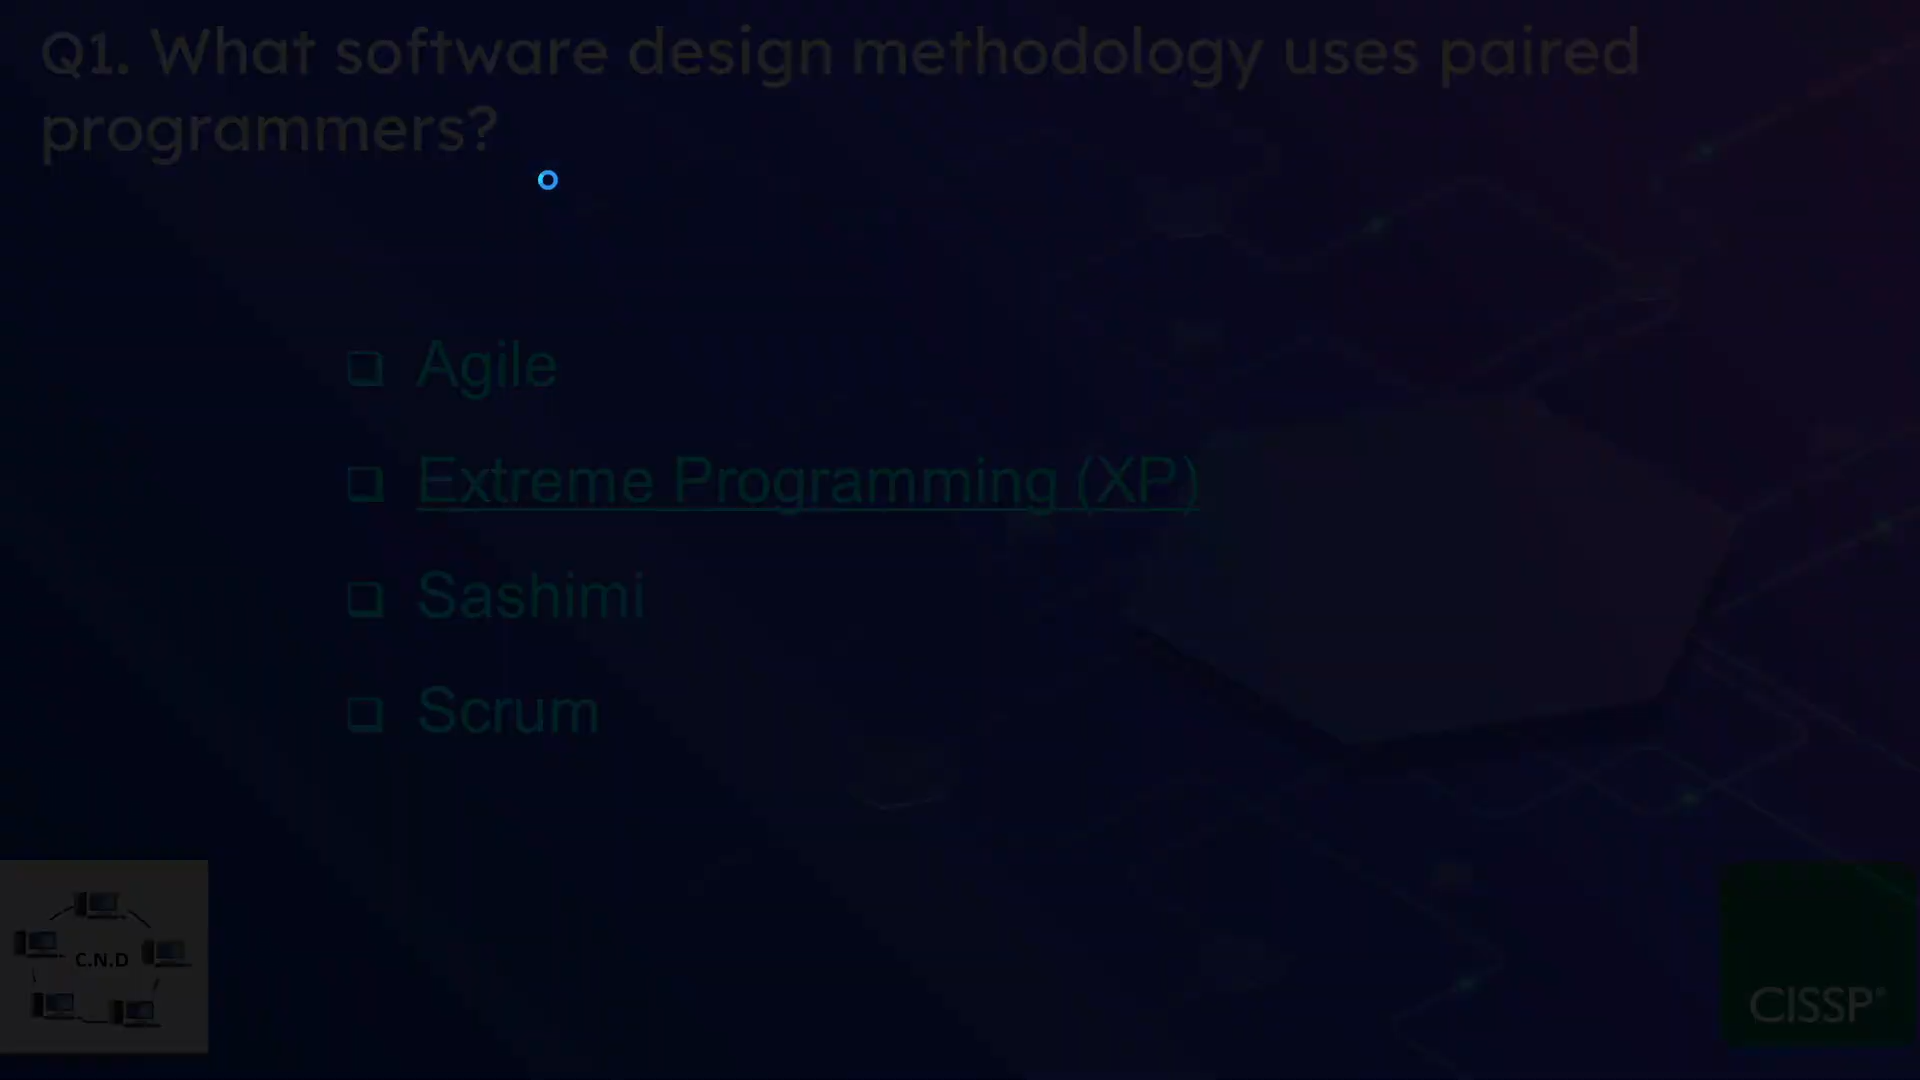 Q1. What software design methodology uses paired
programmers?
Agile
Extreme Programming (XP)
Sashimi
Scrum
C.N.D
CISSP®